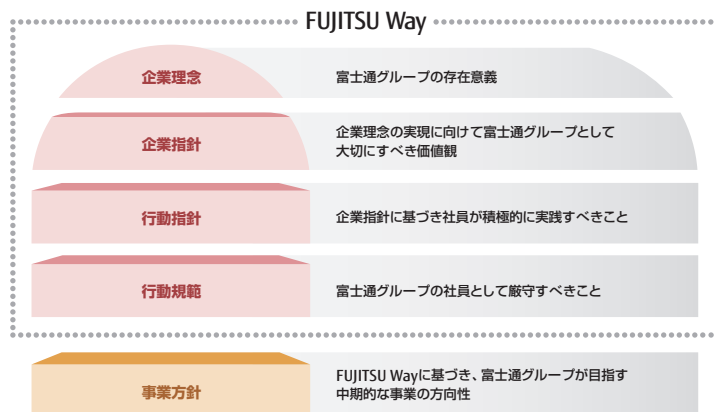 FUJITSU Way
企業理念
富士通グループの存在意義
企業指針
企業理念の実現に向けて富士通グループとして
大切にすべき価値観
行動指針
企業指針に基づき社員が積極的に実践すべきこと
行動規範
富士通グループの社員として厳守すべきこと
事業方針
FUJITSU Wayに基づき、富士通グループが目指す
中期的な事業の方向性